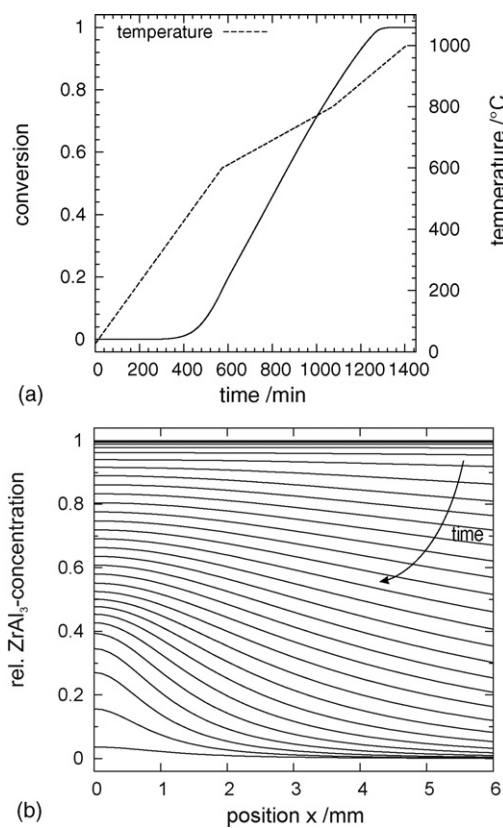 temperature
1
0.8
0.6
0.4
0.2
0
conversion
1000
800
600
400
200
0
temperature /°C
0 200 400 600 800 1000 1200 1400
time /min
(a)
1
0.8
0.6
0.4
0.2
0
rel. ZrAl₃-concentration
time
0 1 2 3 4 5 6
position x /mm
(b)